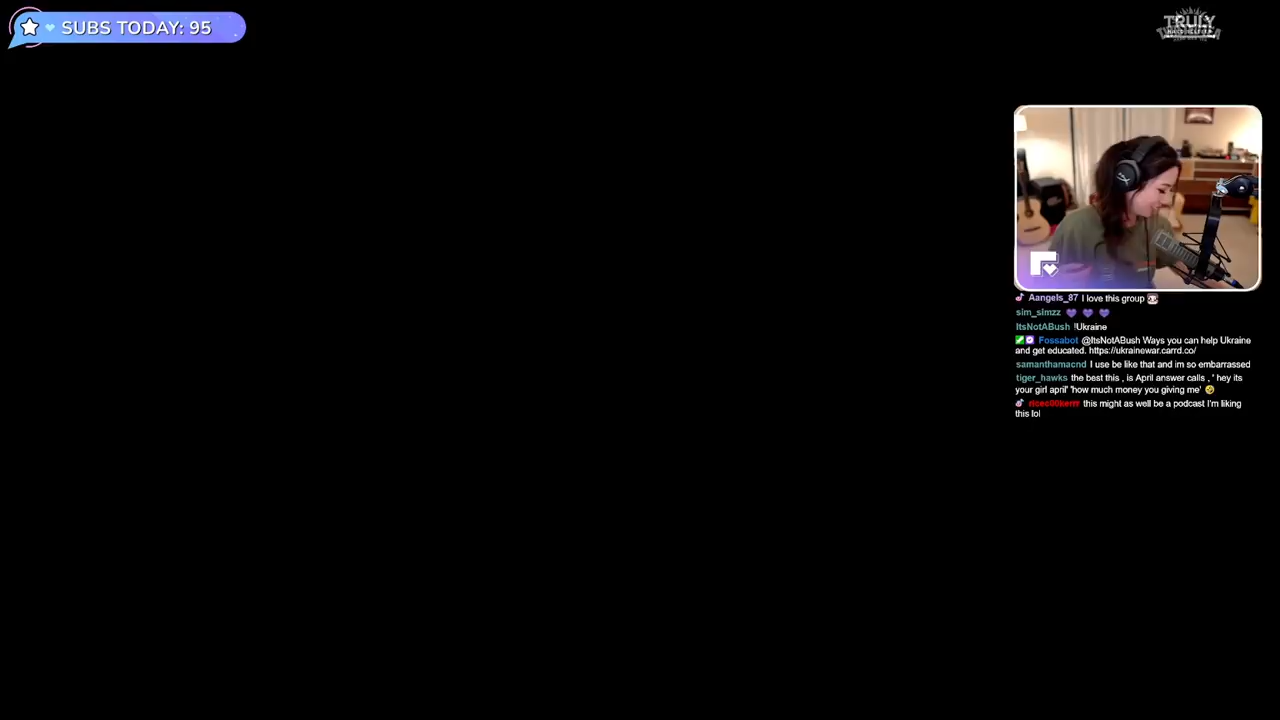 SUBS TODAY: 95
TRULY
Aangels_87 I love this group
sim_simzz
ItsNotABush !Ukraine
Fossabot @ItsNotABush Ways you can help Ukraine
and get educated. https://ukrainewar.carrd.co/
samanthamacnd I use be like that and im so embarrassed
tiger_hawks the best this , is April answer calls , ' hey its
your girl april' 'how much money you giving me'
this might as well be a podcast I'm liking
this lol